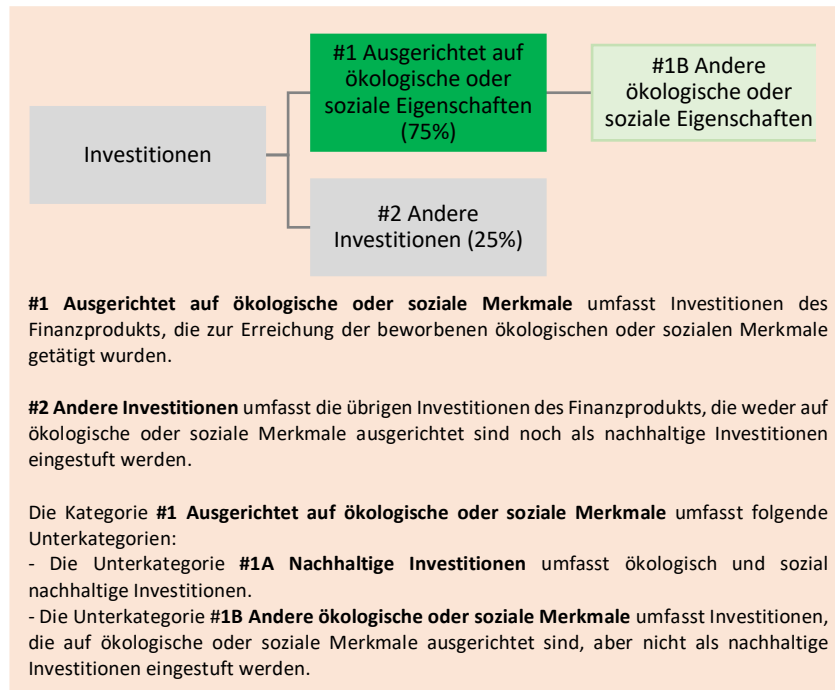 #1 Ausgerichtet auf
ökologische oder
soziale Eigenschaften
(75%)
#1B Andere
ökologische oder
soziale Eigenschaften
Investitionen
#2 Andere
Investitionen (25%)
#1 Ausgerichtet auf ökologische oder soziale Merkmale umfasst Investitionen des
Finanzprodukts, die zur Erreichung der beworbenen ökologischen oder sozialen Merkmale
getätigt wurden.
#2 Andere Investitionen umfasst die übrigen Investitionen des Finanzprodukts, die weder auf
ökologische oder soziale Merkmale ausgerichtet sind noch als nachhaltige Investitionen
eingestuft werden.
Die Kategorie #1 Ausgerichtet auf ökologische oder soziale Merkmale umfasst folgende
Unterkategorien:
- Die Unterkategorie #1A Nachhaltige Investitionen umfasst ökologisch und sozial
nachhaltige Investitionen.
- Die Unterkategorie #1B Andere ökologische oder soziale Merkmale umfasst Investitionen,
die auf ökologische oder soziale Merkmale ausgerichtet sind, aber nicht als nachhaltige
Investitionen eingestuft werden.